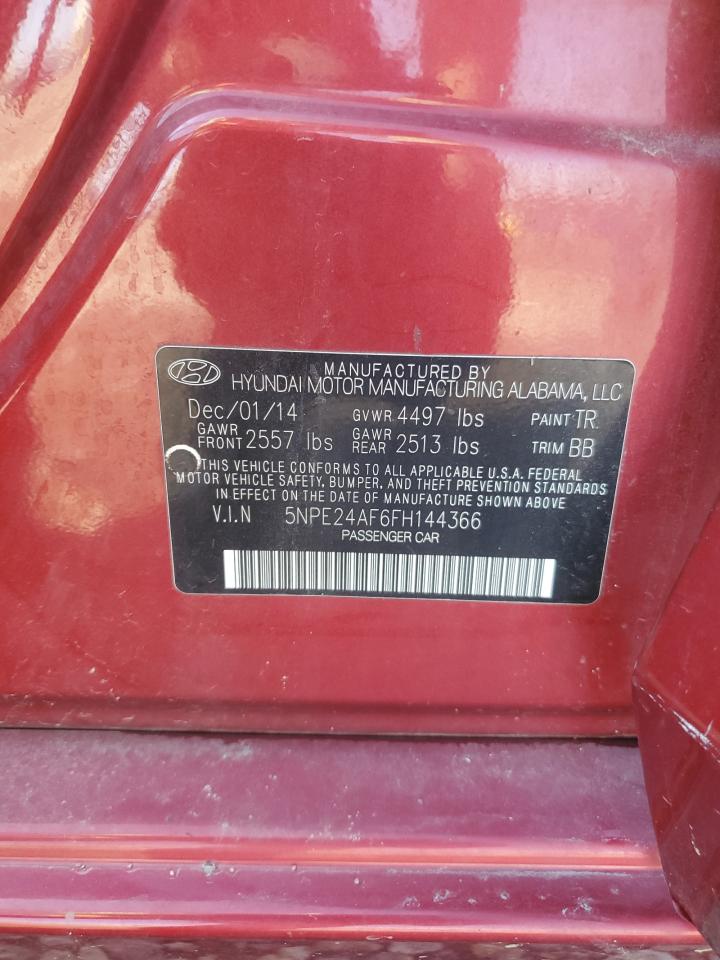 MANUFACTURED BY
HYUNDAI MOTOR MANUFACTURING ALABAMA, LLC
Dec/01/14 GVWR 4497 lbs PAINT TR.
GAWR FRONT 2557 lbs GAWR REAR 2513 lbs TRIM BB
THIS VEHICLE CONFORMS TO ALL APPLICABLE U.S.A. FEDERAL
MOTOR VEHICLE SAFETY, BUMPER, AND THEFT PREVENTION STANDARDS
IN EFFECT ON THE DATE OF MANUFACTURE SHOWN ABOVE
V.I.N 5NPE24AF6FH144366
PASSENGER CAR